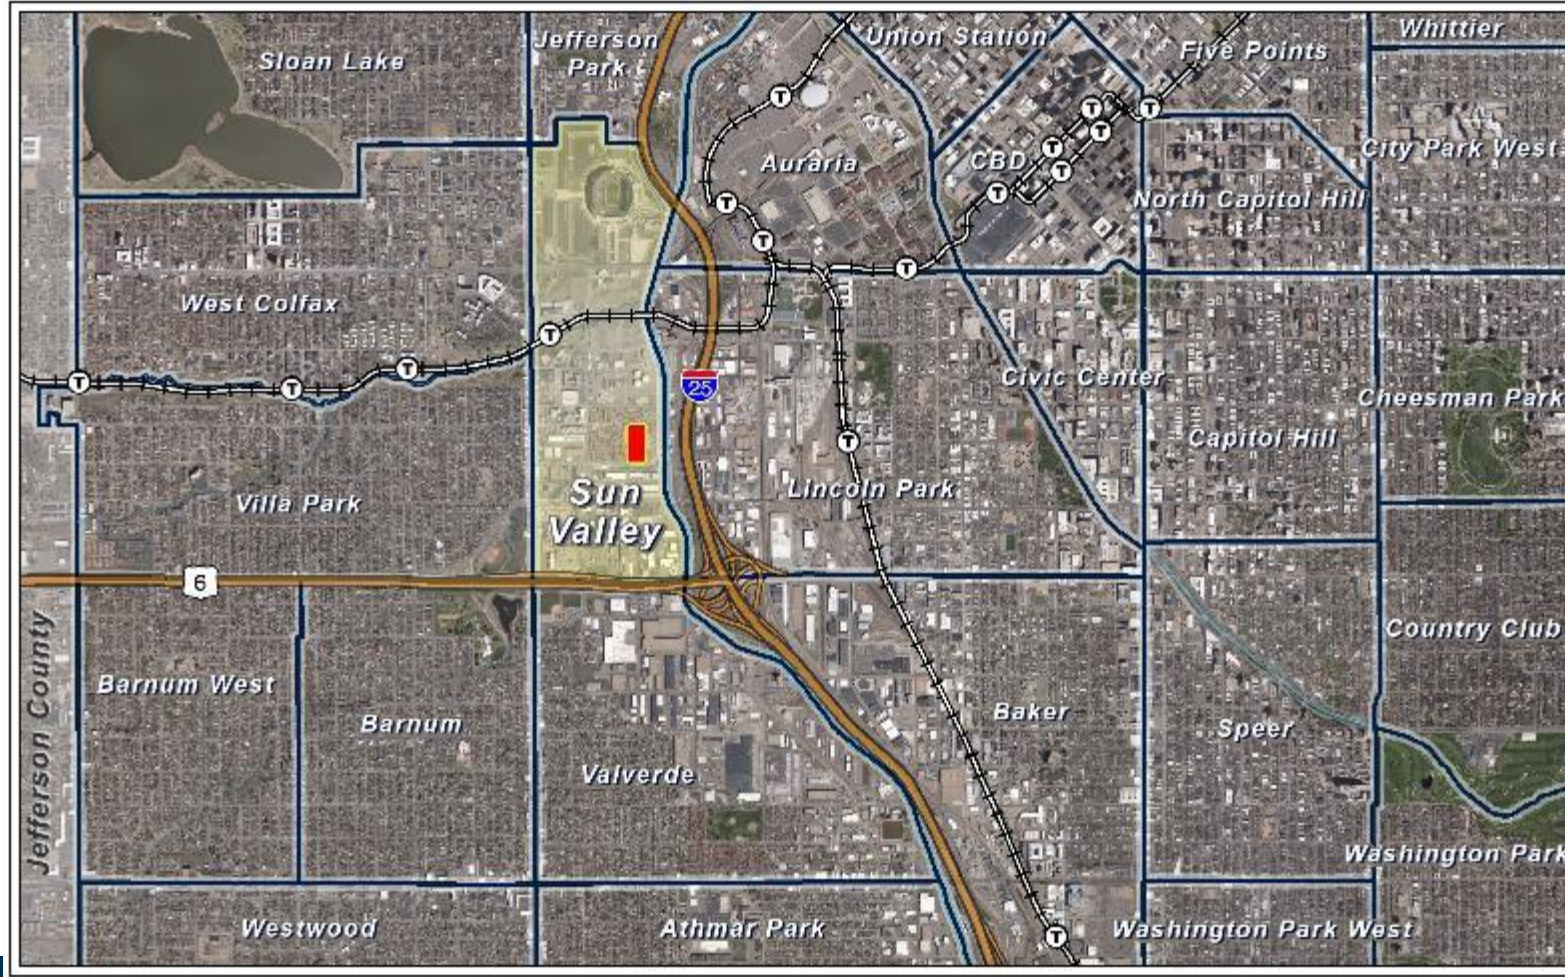 Whittier
Sloan Lake
Jefferson
Park
Union Station
Five Points
T
T
T
T
T
T
T
T
Auraria
CBD
City Park West
North Capitol Hill
T
T
T
West Colfax
T
T
T
T
25
Civic Center
Cheesman Park
Capitol Hill
T
Sun
Valley
Lincoln Park
Villa Park
6
Jefferson County
Country Club
Barnum West
Barnum
Baker
Speer
Valverde
Washington Park
Westwood
Athmar Park
Washington Park West
T